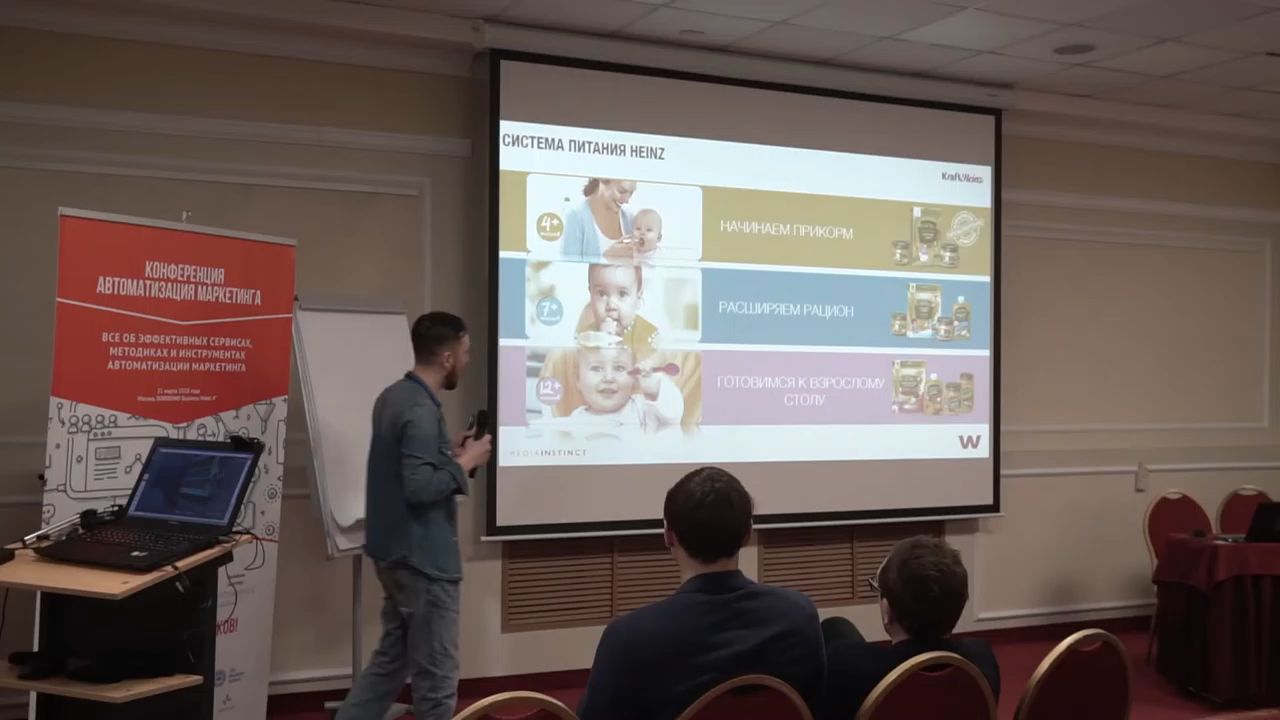 СИСТЕМА ПИТАНИЯ HEINZ
KraftHeinz
4+
НАЧИНАЕМ ПРИКОРМ
7+
РАСШИРЯЕМ РАЦИОН
12+
ГОТОВИМСЯ К ВЗРОСЛОМУ
СТОЛУ
MEDIAINSTINCT
W
КОНФЕРЕНЦИЯ
АВТОМАТИЗАЦИЯ МАРКЕТИНГА
ВСЕ ОБ ЭФФЕКТИВНЫХ СЕРВИСАХ,
МЕТОДИКАХ И ИНСТРУМЕНТАХ
АВТОМАТИЗАЦИИ МАРКЕТИНГА